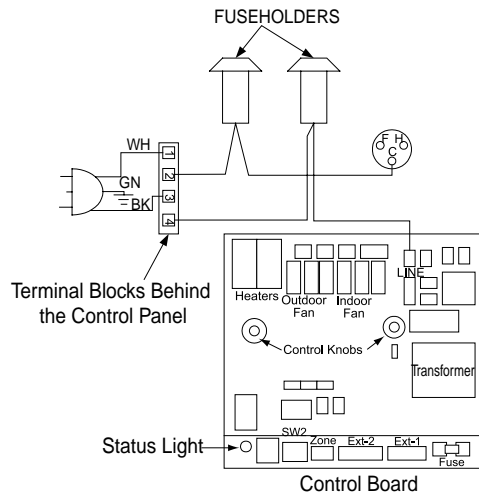 FUSEHOLDERS
WH
GN
BK
1
2
3
4
F H
C
Terminal Blocks Behind
the Control Panel
LINE
Heaters
Outdoor
Fan
Indoor
Fan
Control Knobs
Transformer
Status Light
SW2
Zone
Ext-2
Ext-1
Fuse
Control Board